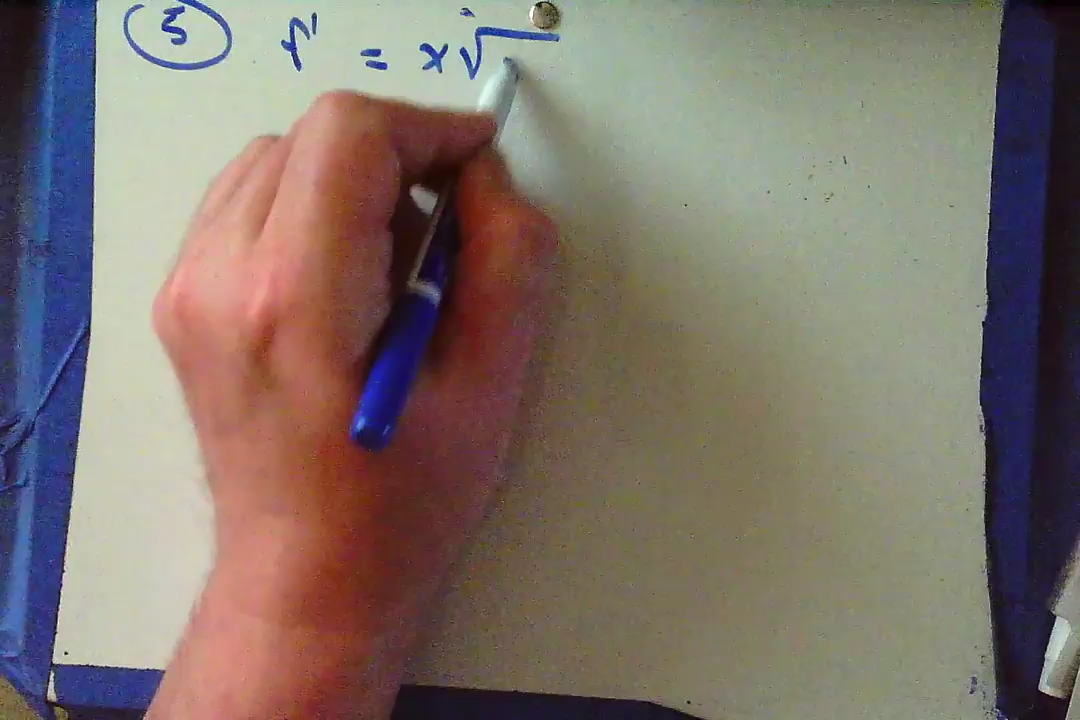 ⑤ f' = x√